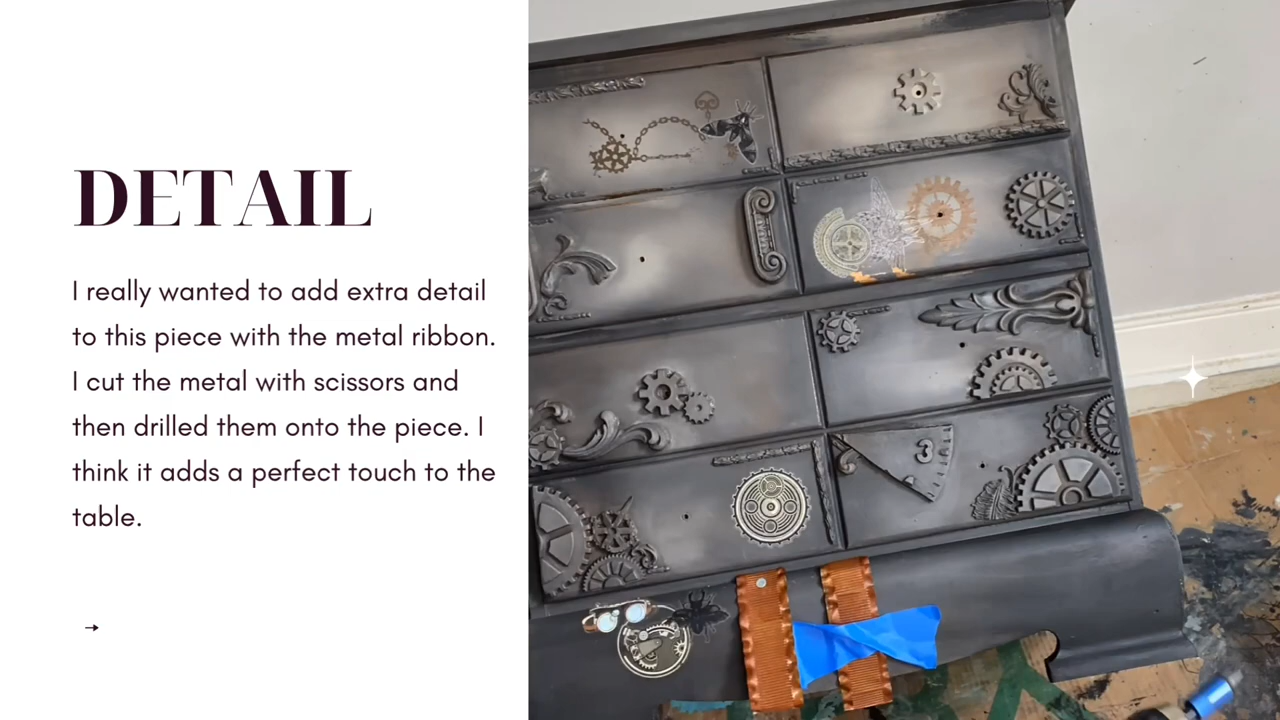 DETAIL
I really wanted to add extra detail
to this piece with the metal ribbon.
I cut the metal with scissors and
then drilled them onto the piece. I
think it adds a perfect touch to the
table.
3